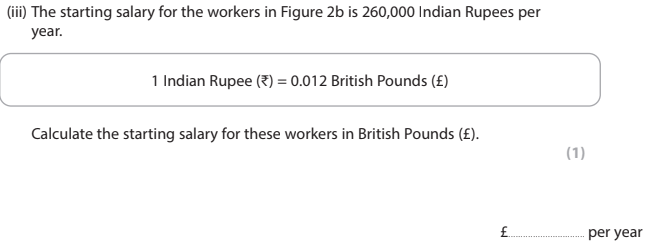 (iii) The starting salary for the workers in Figure 2b is 260,000 Indian Rupees per
year.
1 Indian Rupee (₹) = 0.012 British Pounds (£)
Calculate the starting salary for these workers in British Pounds (£).
(1)
£............................ per year